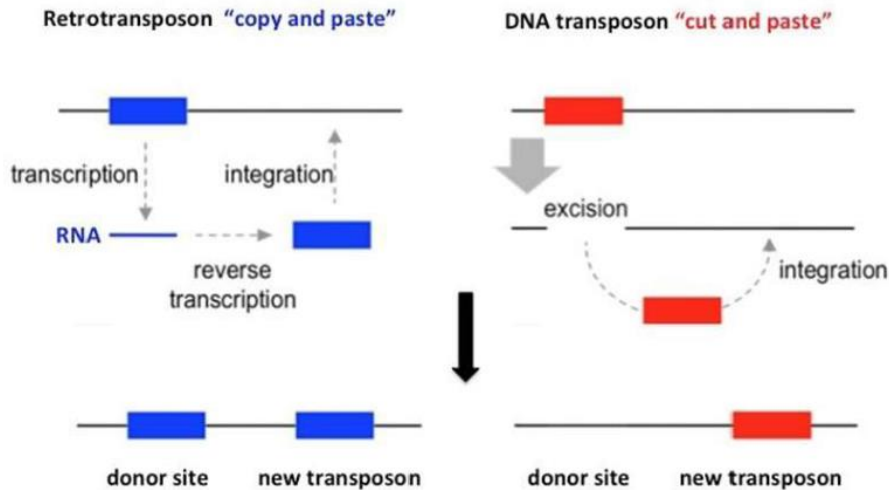 Retrotransposon “copy and paste”
DNA transposon “cut and paste”
transcription
integration
RNA
reverse
transcription
excision
integration
donor site
new transposon
donor site
new transposon